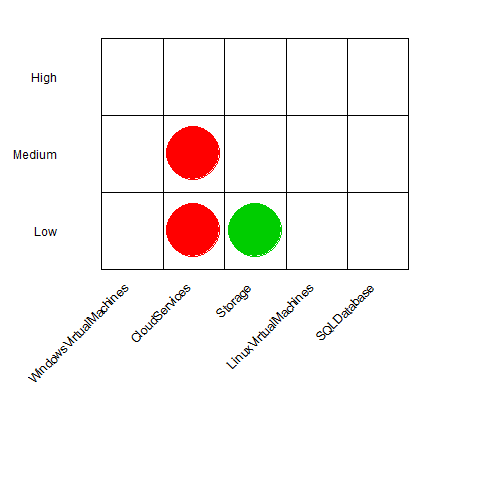 High
Medium
Low
WindowsVirtualMachines
CloudServices
Storage
LinuxVirtualMachines
SQLDatabase